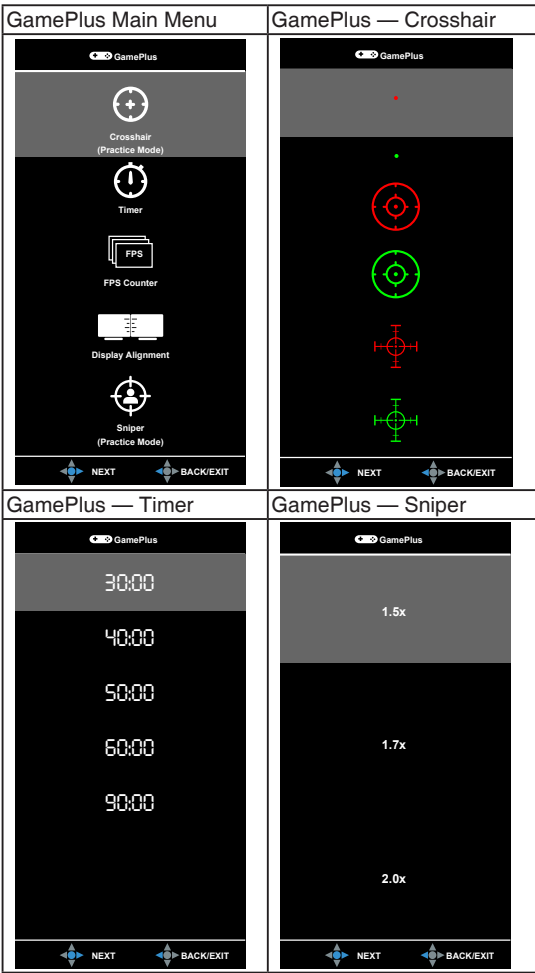 GamePlus Main Menu
GamePlus
Crosshair
(Practice Mode)
Timer
FPS
FPS Counter
Display Alignment
Sniper
(Practice Mode)
NEXT BACK/EXIT
GamePlus — Crosshair
GamePlus
NEXT BACK/EXIT
GamePlus — Timer
GamePlus
30:00
40:00
50:00
60:00
90:00
NEXT BACK/EXIT
GamePlus — Sniper
GamePlus
1.5x
1.7x
2.0x
NEXT BACK/EXIT